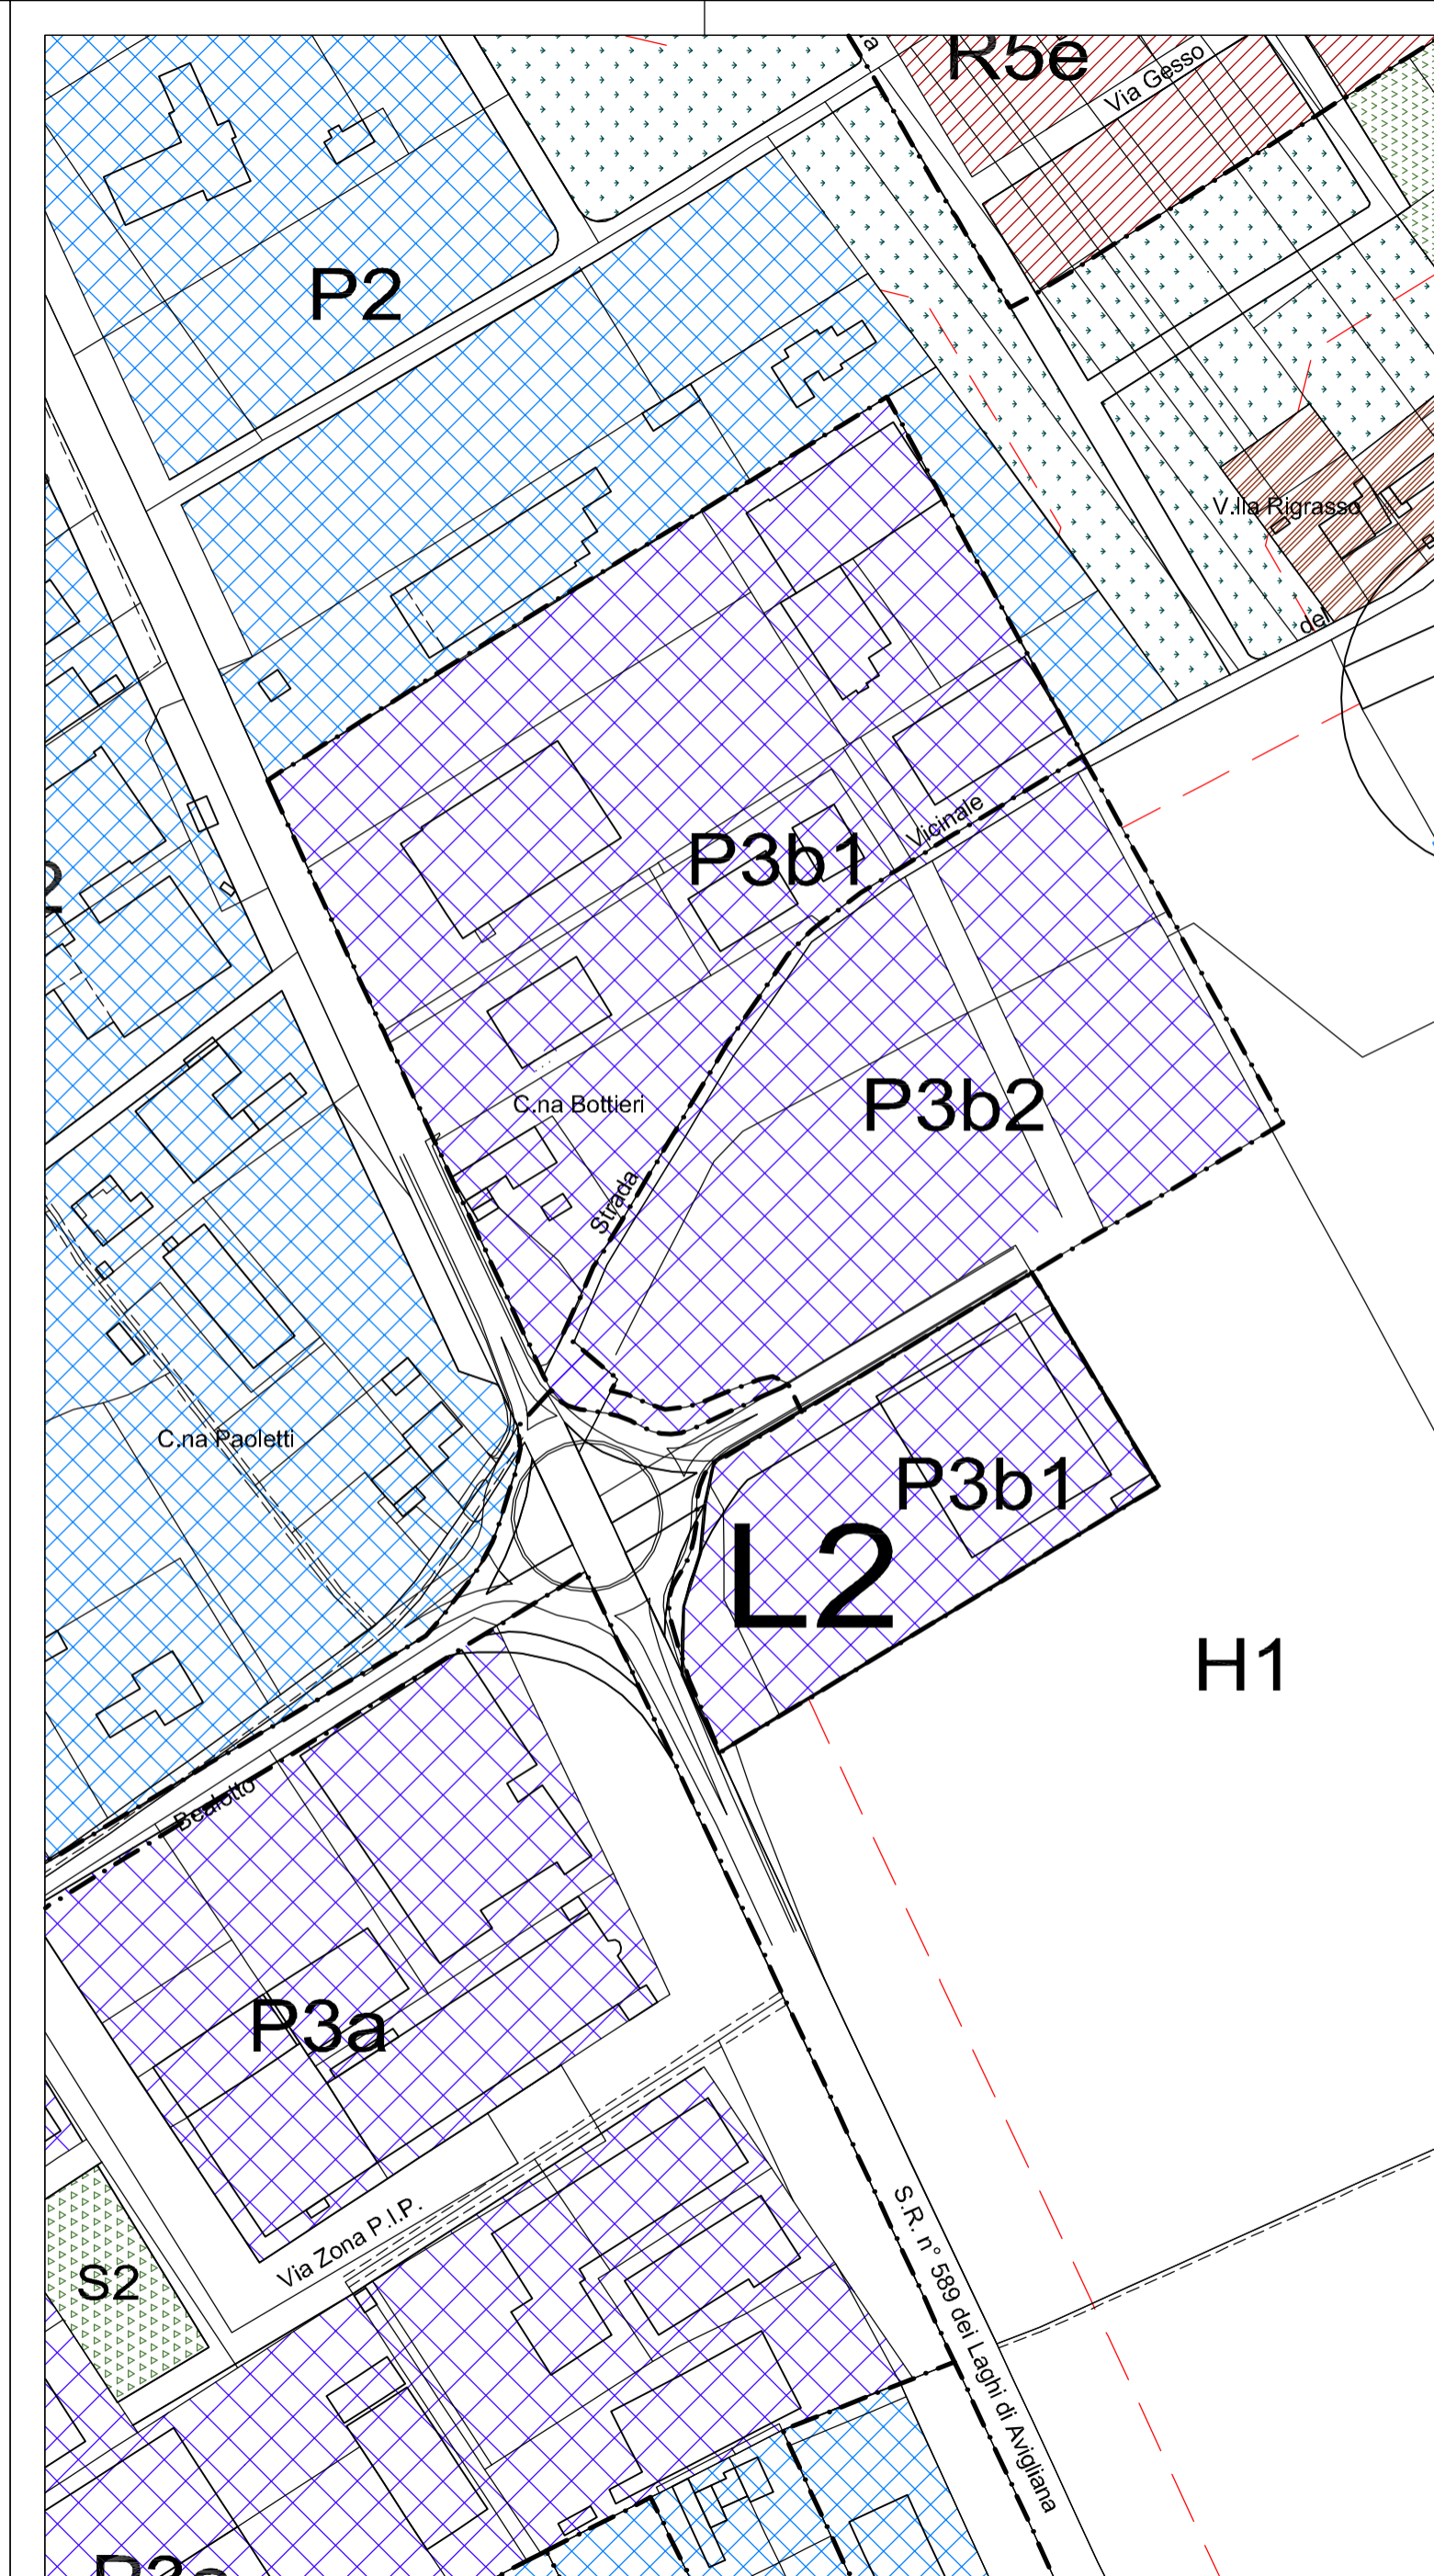 R5e
Via Gesso
P2
V.lla Rigrasso
del
Vicinale
P3b1
C.na Bottieri
P3b2
Strada
C.na Paoletti
P3b1
L2
H1
Bealotto
P3a
Via Zona P.I.P.
S2
S.R. n° 589 dei Laghi di Avigliana